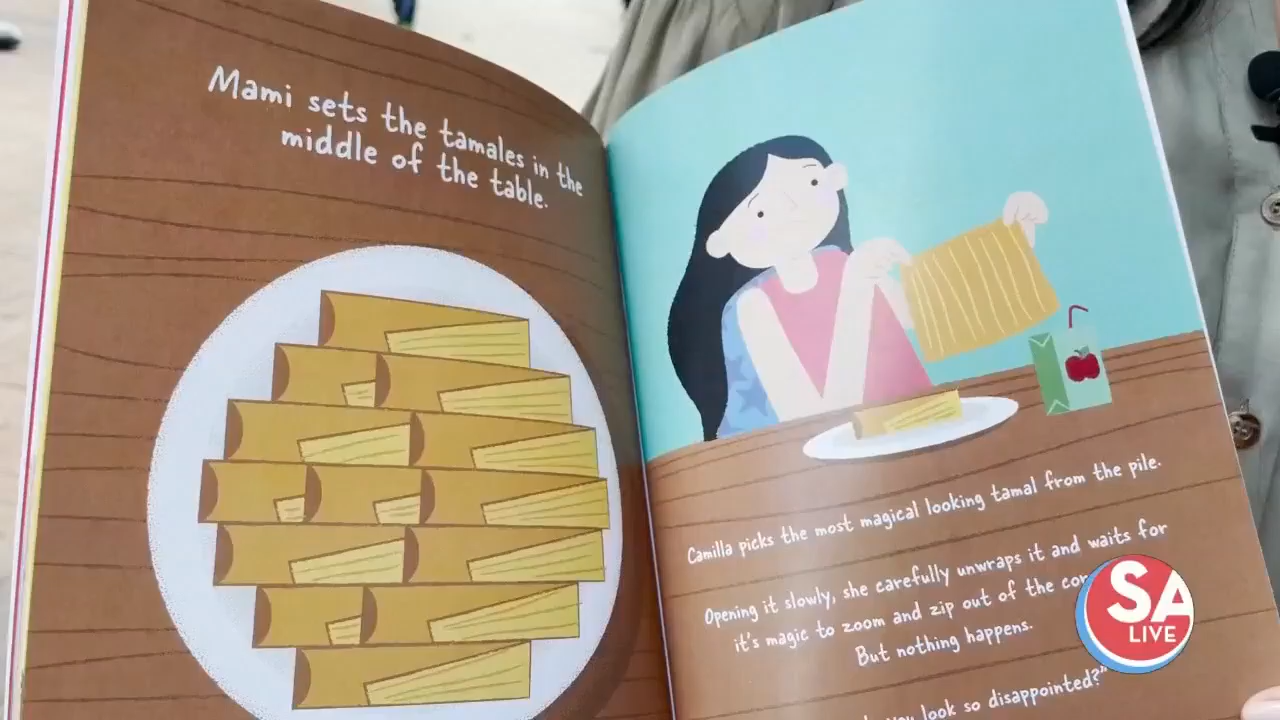 Mami sets the tamales in the
middle of the table.
Camilla picks the most magical looking tamal from the pile.
Opening it slowly, she carefully unwraps it and waits for
it's magic to zoom and zip out of the
But nothing happens.
you look so disappointed?"
SA
LIVE